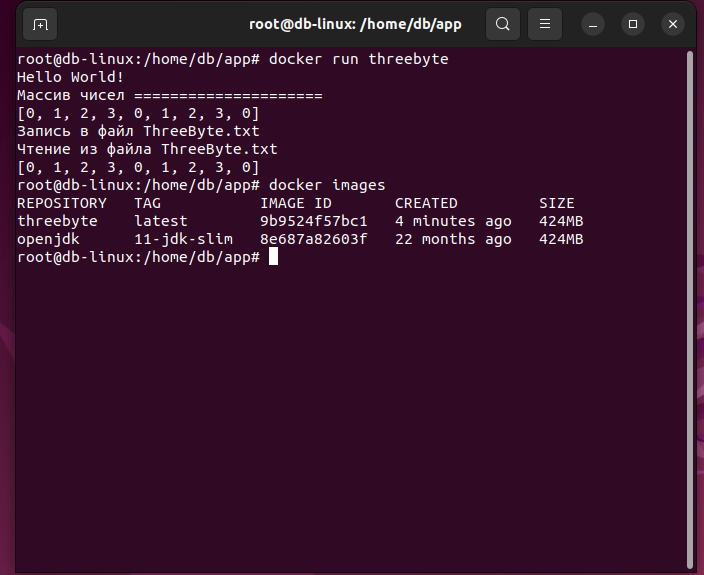 root@db-linux: /home/db/app
root@db-linux:/home/db/app# docker run threebyte
Hello World!
Массив чисел =====================
[0, 1, 2, 3, 0, 1, 2, 3, 0]
Запись в файл ThreeByte.txt
Чтение из файла ThreeByte.txt
[0, 1, 2, 3, 0, 1, 2, 3, 0]
root@db-linux:/home/db/app# docker images
REPOSITORY   TAG           IMAGE ID       CREATED         SIZE
threebyte    latest        9b9524f57bc1   4 minutes ago   424MB
openjdk      11-jdk-slim   8e687a82603f   22 months ago   424MB
root@db-linux:/home/db/app#